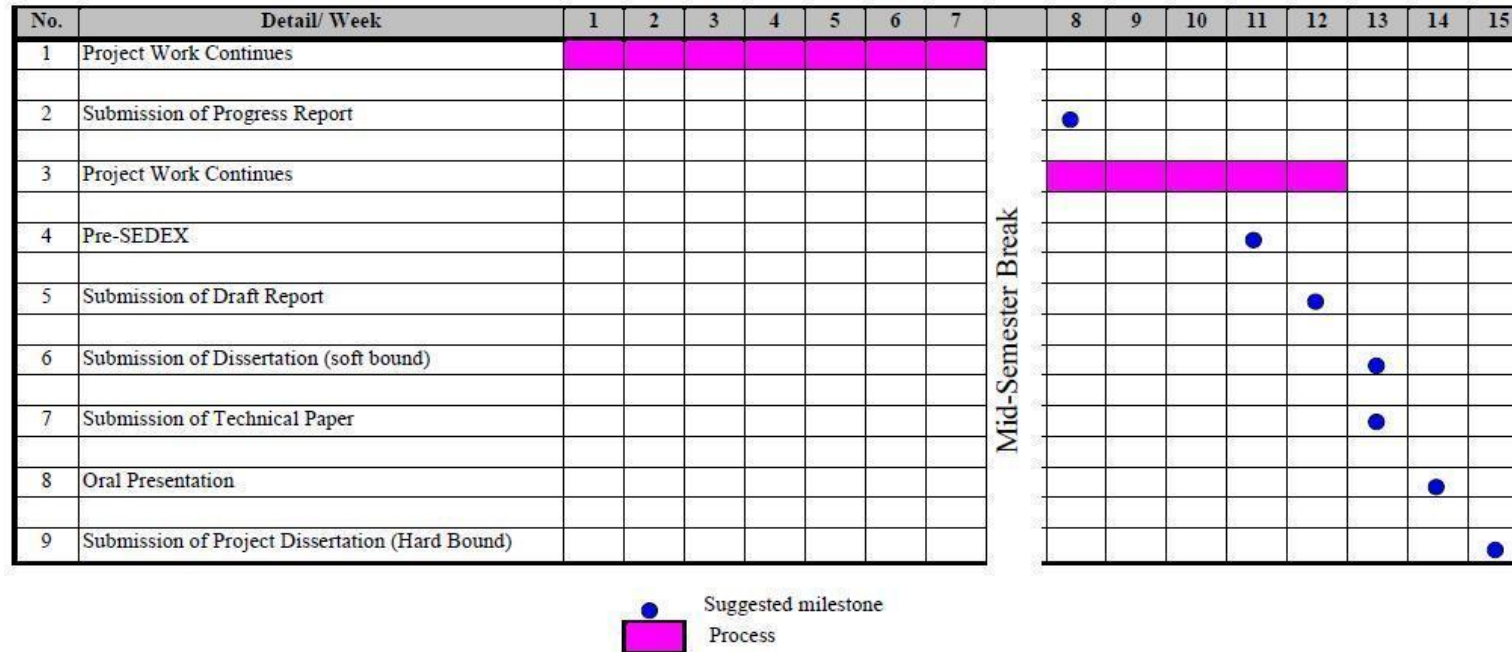 No. Detail/ Week 1 2 3 4 5 6 7 8 9 10 11 12 13 14 15
1 Project Work Continues
2 Submission of Progress Report
3 Project Work Continues
Mid-Semester Break
4 Pre-SEDEX
5 Submission of Draft Report
6 Submission of Dissertation (soft bound)
7 Submission of Technical Paper
8 Oral Presentation
9 Submission of Project Dissertation (Hard Bound)
Suggested milestone
Process